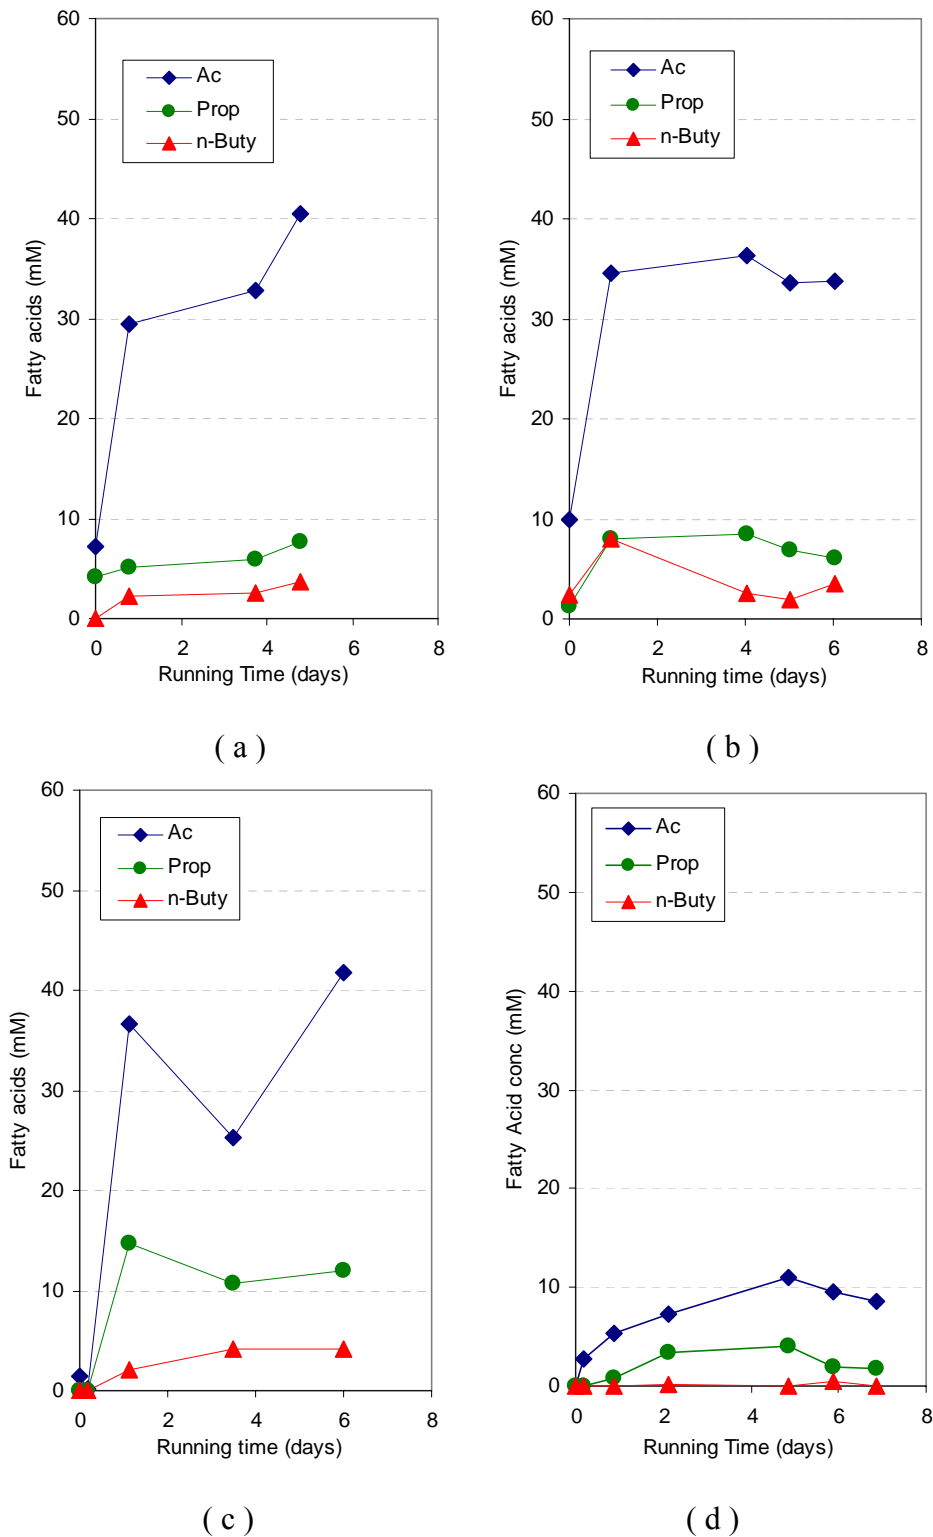 60
50
40
30
20
10
0
Fatty acids (mM)
Ac
Prop
n-Buty
0 2 4 6 8
Running Time (days)
( a )
60
50
40
30
20
10
0
Fatty acids (mM)
Ac
Prop
n-Buty
0 2 4 6 8
Running time (days)
( b )
60
50
40
30
20
10
0
Fatty acids (mM)
Ac
Prop
n-Buty
0 2 4 6 8
Running time (days)
( c )
60
50
40
30
20
10
0
Fatty Acid conc (mM)
Ac
Prop
n-Buty
0 2 4 6 8
Running Time (days)
( d )